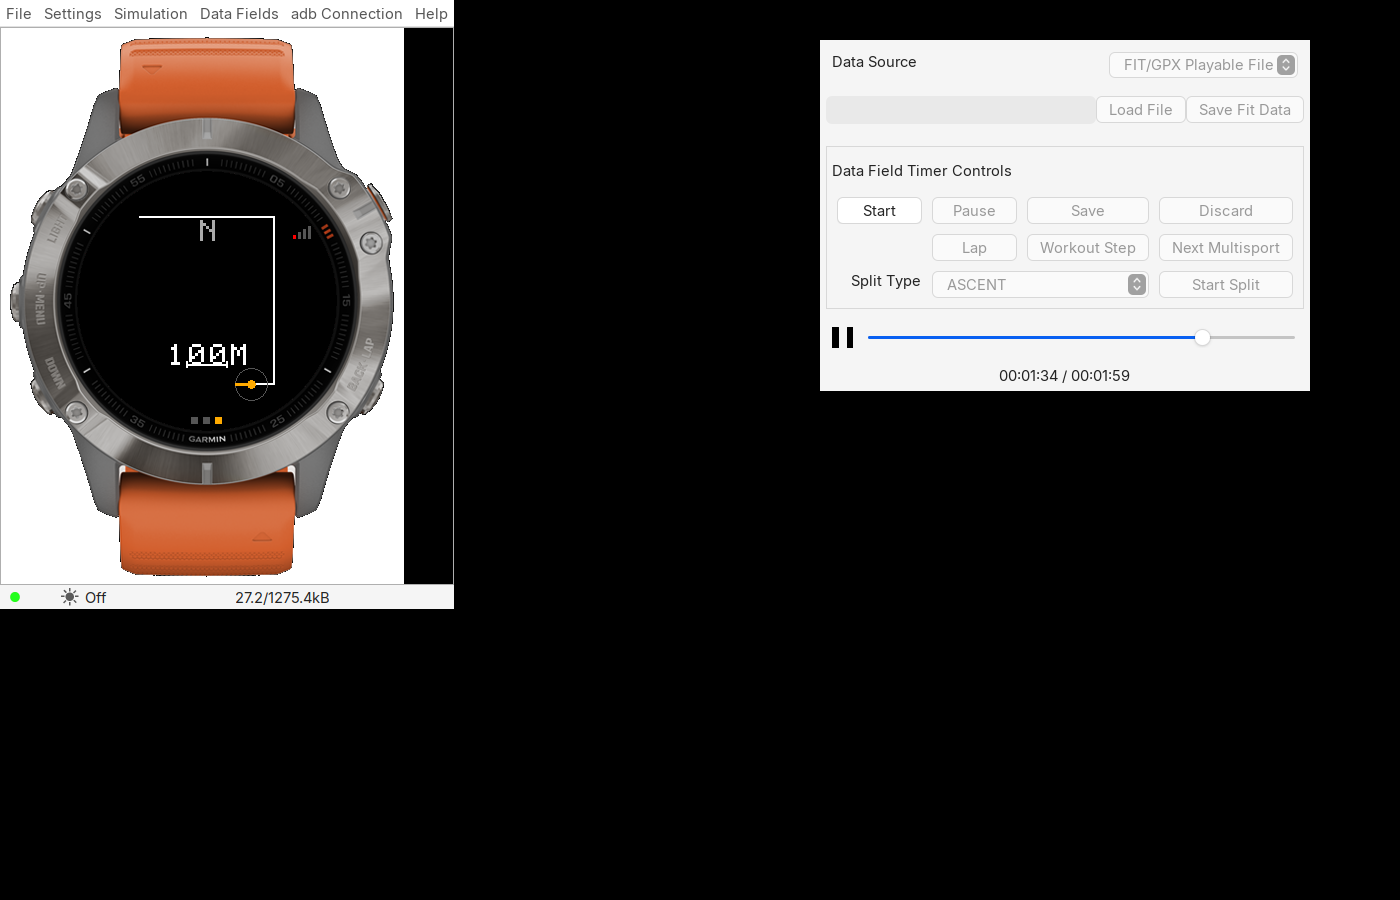 File Settings Simulation Data Fields adb Connection Help
55 05
LIGHT
N
UP·MENU 45 15
100M
DOWN BACK·LAP
35 25
GARMIN
Off 27.2/1275.4kB
Data Source FIT/GPX Playable File
Load File Save Fit Data
Data Field Timer Controls
Start Pause Save Discard
Lap Workout Step Next Multisport
Split Type ASCENT Start Split
00:01:34 / 00:01:59